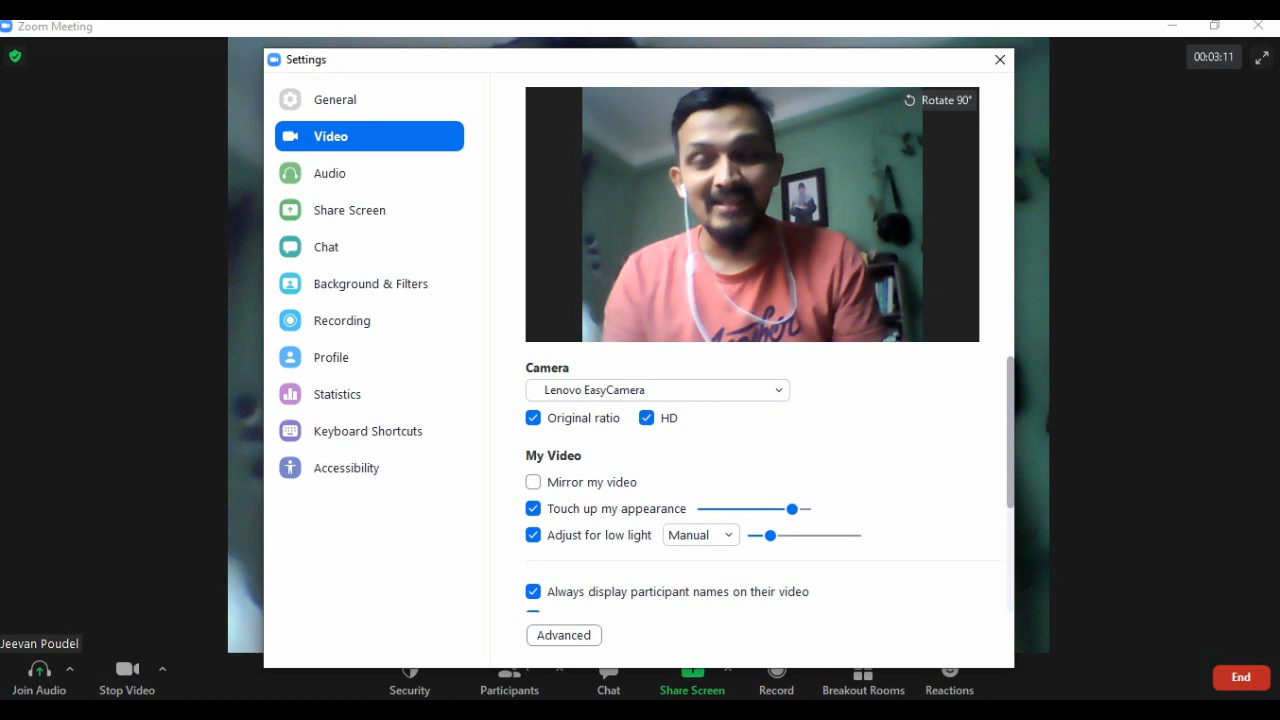 Zoom Meeting
Settings
00:03:11
General
Rotate 90°
Video
Audio
Share Screen
Chat
Background & Filters
Recording
Profile
Statistics
Keyboard Shortcuts
Accessibility
Another
Camera
Lenovo EasyCamera
Original ratio HD
My Video
Mirror my video
Touch up my appearance
Adjust for low light Manual
Always display participant names on their video
Advanced
Jeevan Poudel
Join Audio Stop Video Security Participants Chat Share Screen Record Breakout Rooms Reactions End